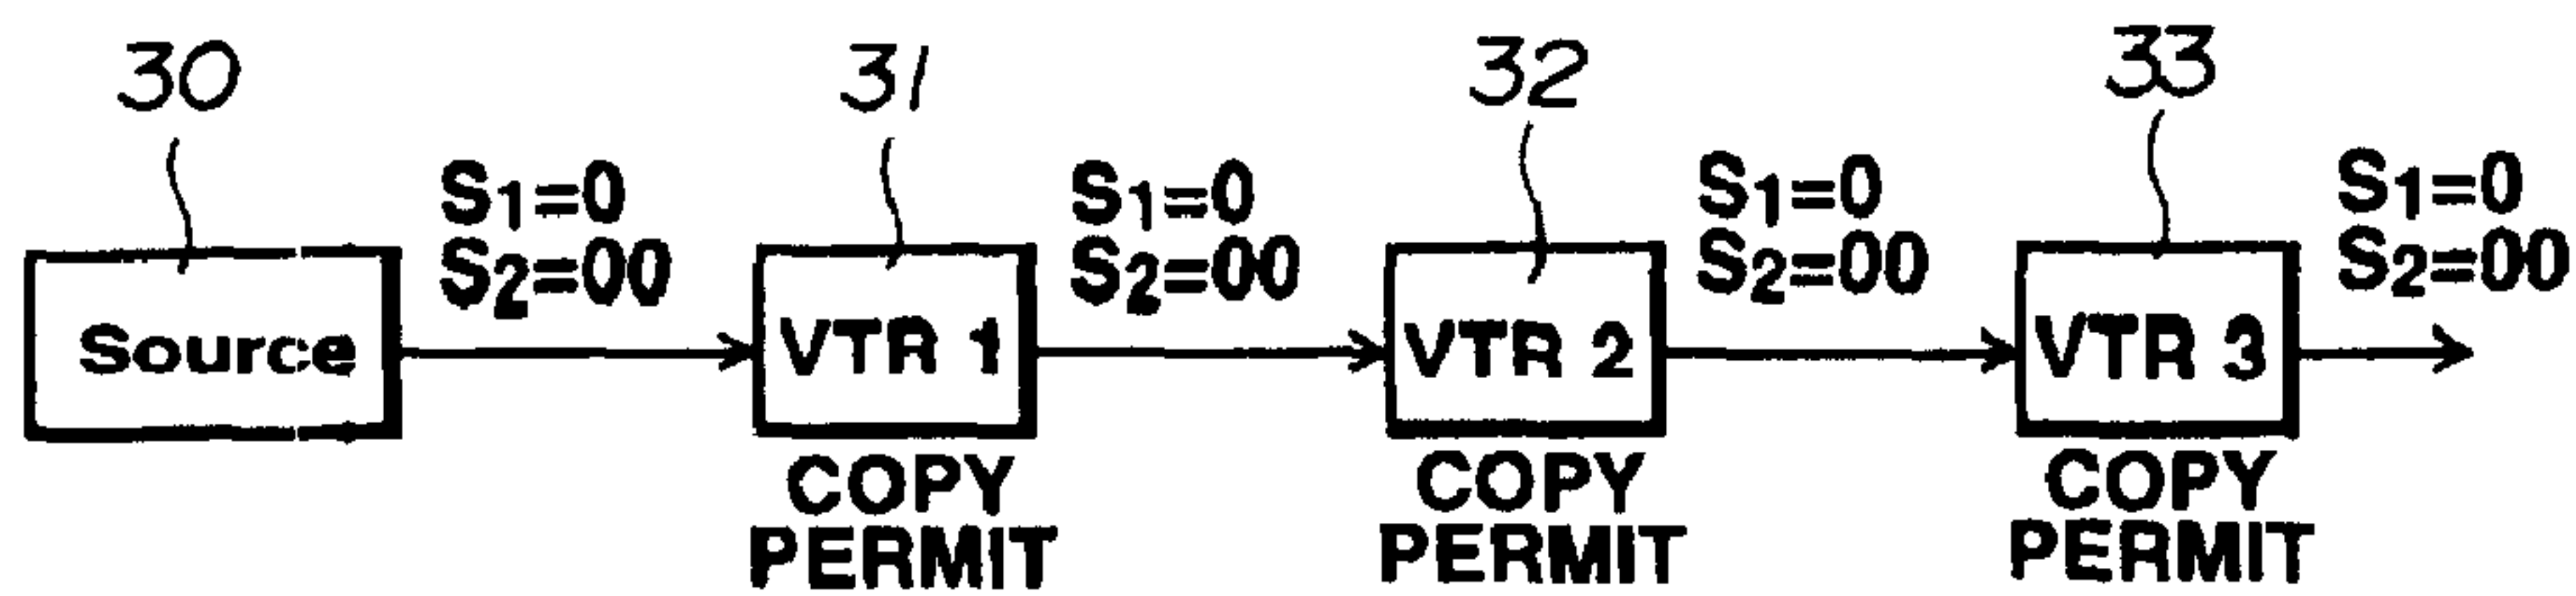 30
31
32
33
S1=0
S2=00
S1=0
S2=00
S1=0
S2=00
S1=0
S2=00
Source
VTR 1
VTR 2
VTR 3
COPY
PERMIT
COPY
PERMIT
COPY
PERMIT